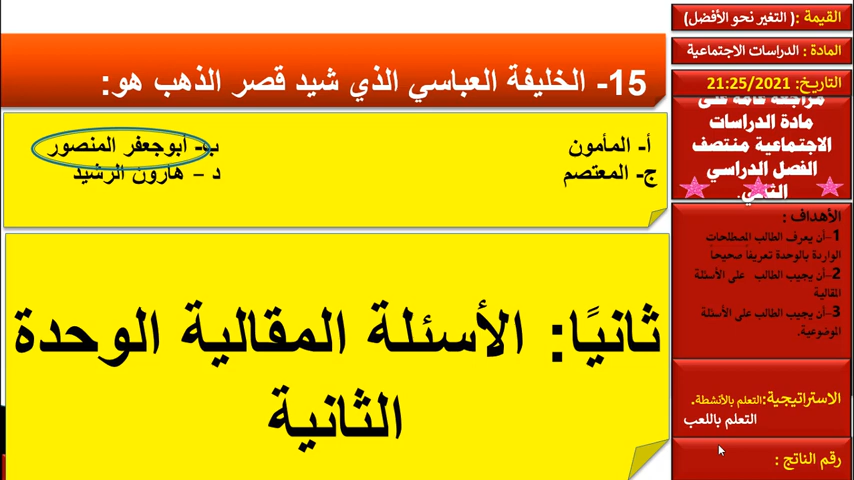 القيمة : ( التغير نحو الأفضل)
المادة : الدراسات الاجتماعية
التاريخ: 21:25/2021
مراجعة عامة على
مادة الدراسات
الاجتماعية منتصف
الفصل الدراسي
الثاني.
الأهداف :
1–أن يعرف الطالب المصطلحات
الواردة بالوحدة تعريفاً صحيحاً
2–أن يجيب الطالب على الأسئلة
المقالية
3–أن يجيب الطالب على الأسئلة
الموضوعية.
الاستراتيجية:التعلم بالأنشطة.
التعلم باللعب
رقم الناتج :
15- الخليفة العباسي الذي شيد قصر الذهب هو:
أ- المأمون
ب- أبوجعفر المنصور
ج- المعتصم
د – هارون الرشيد
ثانيًا: الأسئلة المقالية الوحدة
الثانية